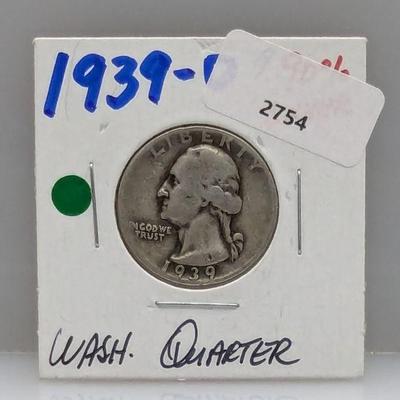 1939-D
2754
LIBERTY
IN GOD WE
TRUST
1939
WASH. QUARTER